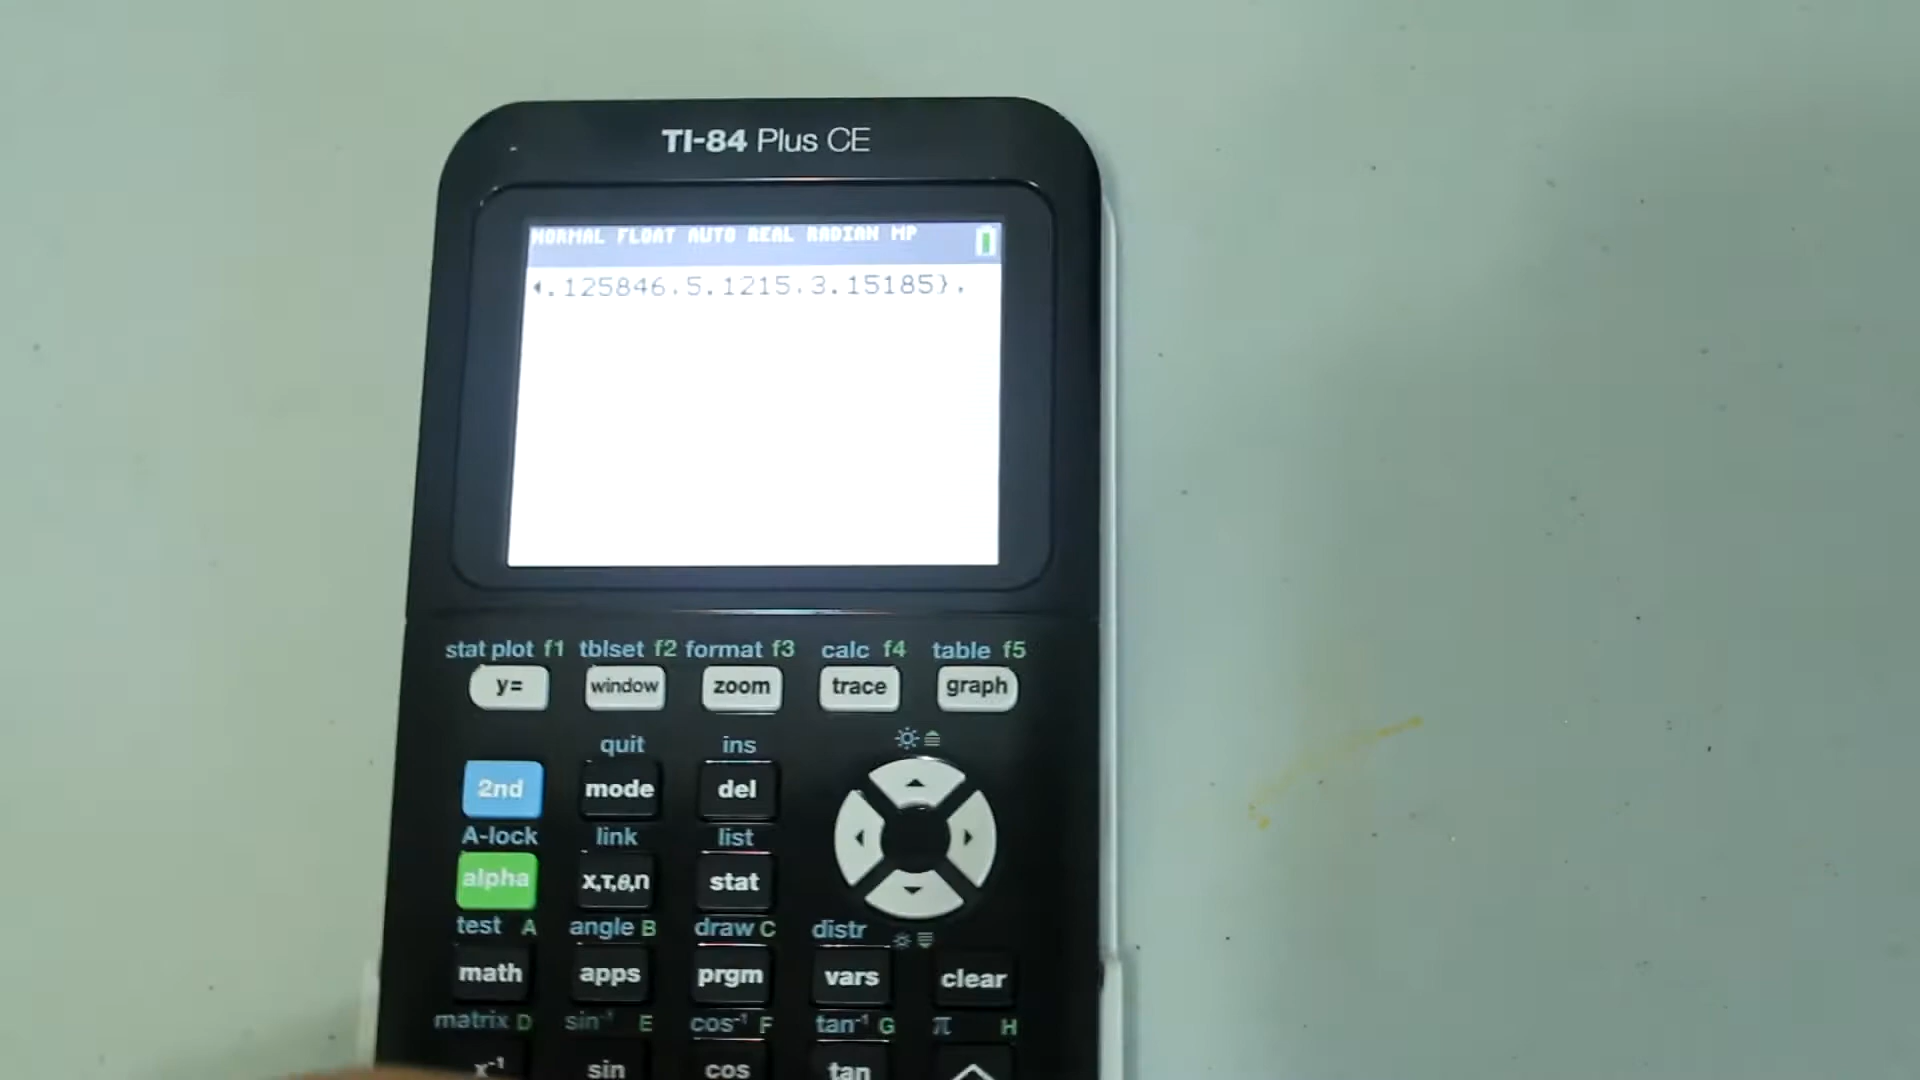 TI-84 Plus CE
NORMAL FLOAT AUTO REAL RADIAN MP
.125846,5.1215,3.15185},
stat plot f1 tblset f2 format f3 calc f4 table f5
y= window zoom trace graph
quit ins
2nd mode del
A-lock link list
alpha X,T,θ,n stat
test A angle B draw C distr
math apps prgm vars clear
matrix D sin⁻¹ E cos⁻¹ F tan⁻¹ G π H
x⁻¹ sin cos tan ^